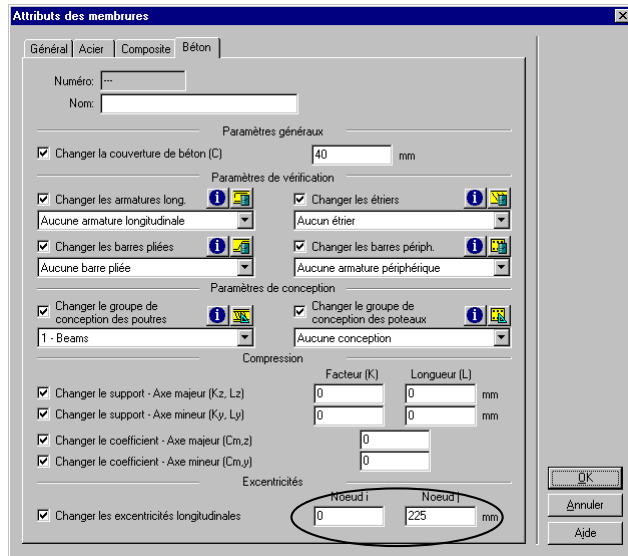 Attributs des membrures
Général Acier Composite Béton
Numéro: ---
Nom:
Paramètres généraux
Changer la couverture de béton (C) 40 mm
Paramètres de vérification
Changer les armatures long. Changer les étriers
Aucune armature longitudinale Aucun étrier
Changer les barres pliées Changer les barres périph.
Aucune barre pliée Aucune armature périphérique
Paramètres de conception
Changer le groupe de conception des poutres Changer le groupe de conception des poteaux
1 - Beams Aucune conception
Compression
Facteur (K) Longueur (L)
Changer le support - Axe majeur (Kz, Lz) 0 0 mm
Changer le support - Axe mineur (Ky, Ly) 0 0 mm
Changer le coefficient - Axe majeur (Cm,z) 0
Changer le coefficient - Axe mineur (Cm,y) 0
Excentricités
Noeud i Noeud j
Changer les excentricités longitudinales 0 225 mm
OK
Annuler
Aide